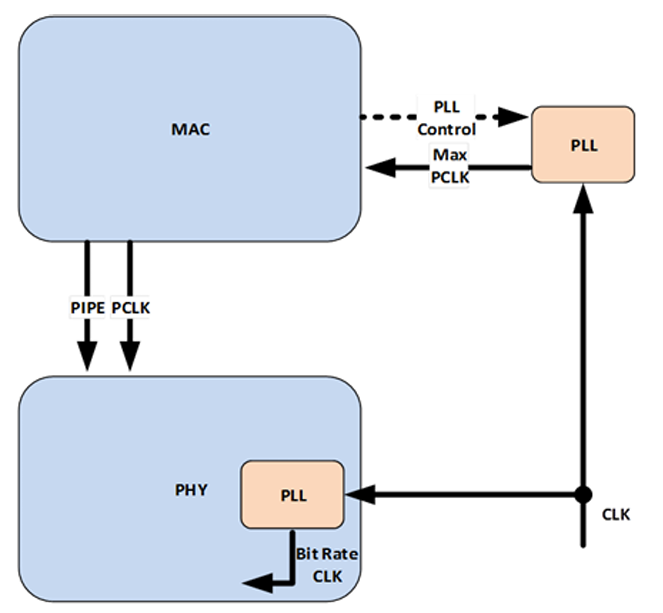 MAC
PLL
Control
Max
PCLK
PLL
PIPE PCLK
PHY
PLL
Bit Rate
CLK
CLK